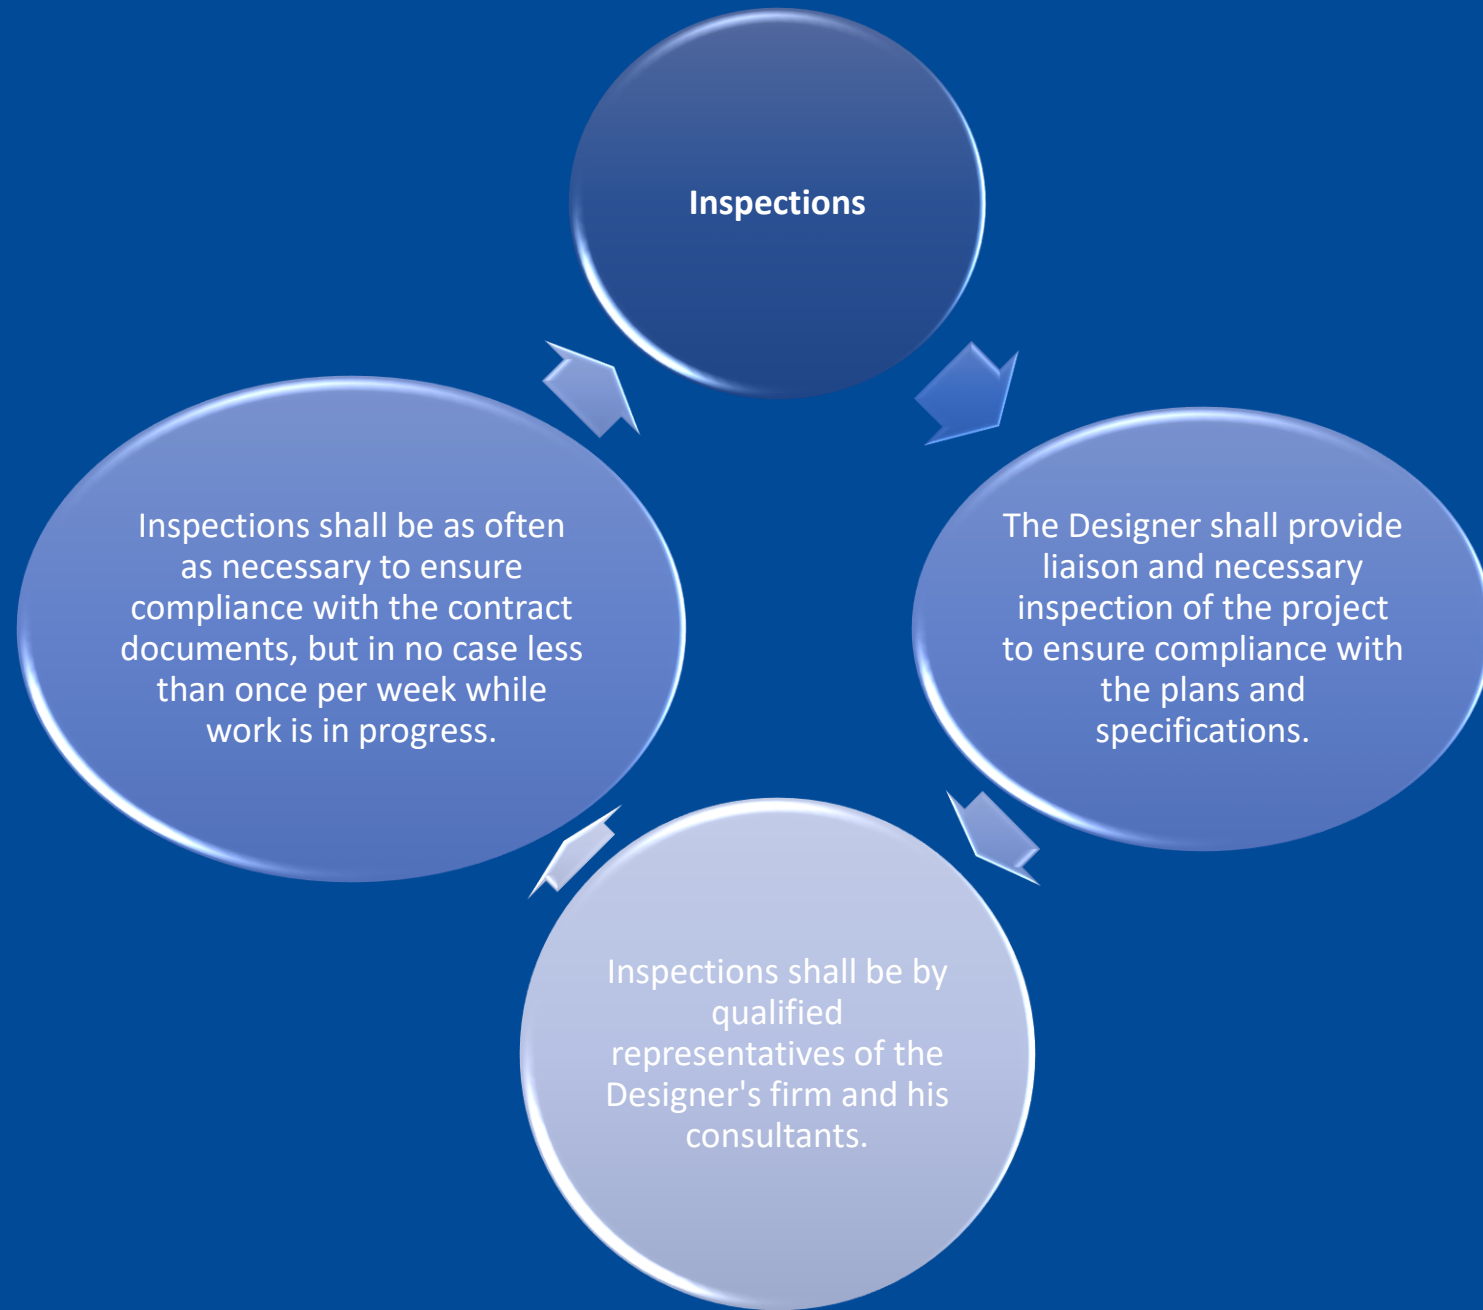 Inspections
The Designer shall provide
liaison and necessary
inspection of the project
to ensure compliance with
the plans and
specifications.
Inspections shall be by
qualified
representatives of the
Designer's firm and his
consultants.
Inspections shall be as often
as necessary to ensure
compliance with the contract
documents, but in no case less
than once per week while
work is in progress.